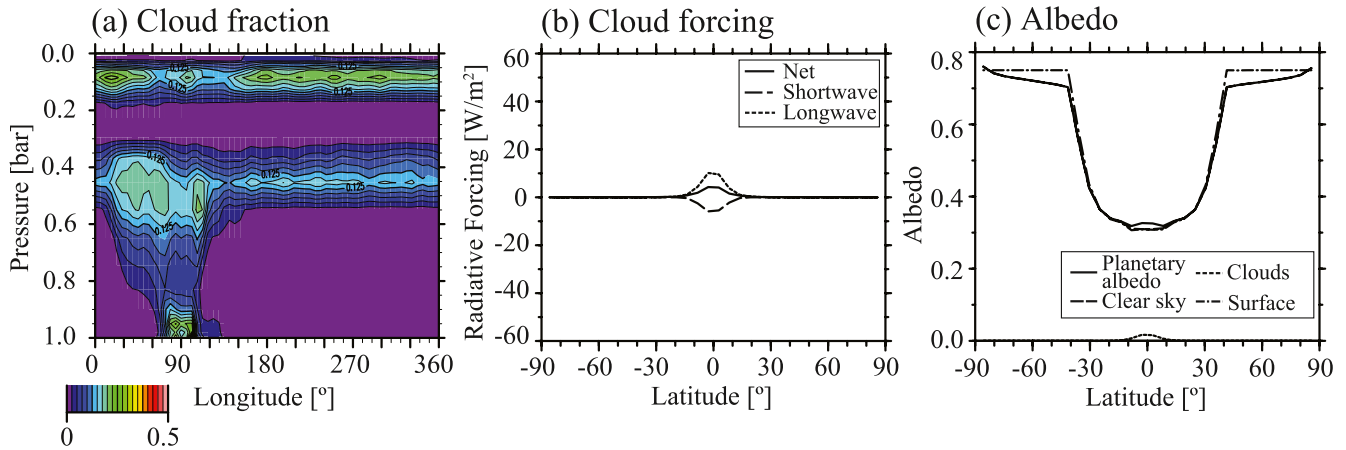 (a) Cloud fraction
0.0
0.2
0.4
0.6
0.8
1.0
Pressure [bar]
0.125
0.125
0.125
0.125
0.125
0.125
0.125
0 90 180 270 360
Longitude [º]
0 0.5
(b) Cloud forcing
60
40
20
0
-20
-40
-60
Radiative Forcing [W/m²]
Net
Shortwave
Longwave
-90 -60 -30 0 30 60 90
Latitude [º]
(c) Albedo
0.8
0.6
0.4
0.2
0.0
Albedo
Planetary
albedo
Clear sky
Clouds
Surface
-90 -60 -30 0 30 60 90
Latitude [º]